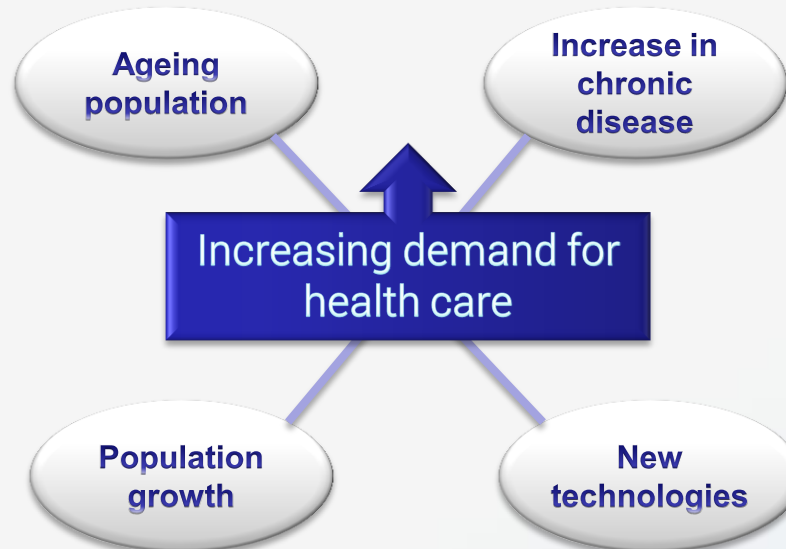 Ageing
population
Increase in
chronic
disease
Increasing demand for
health care
Population
growth
New
technologies